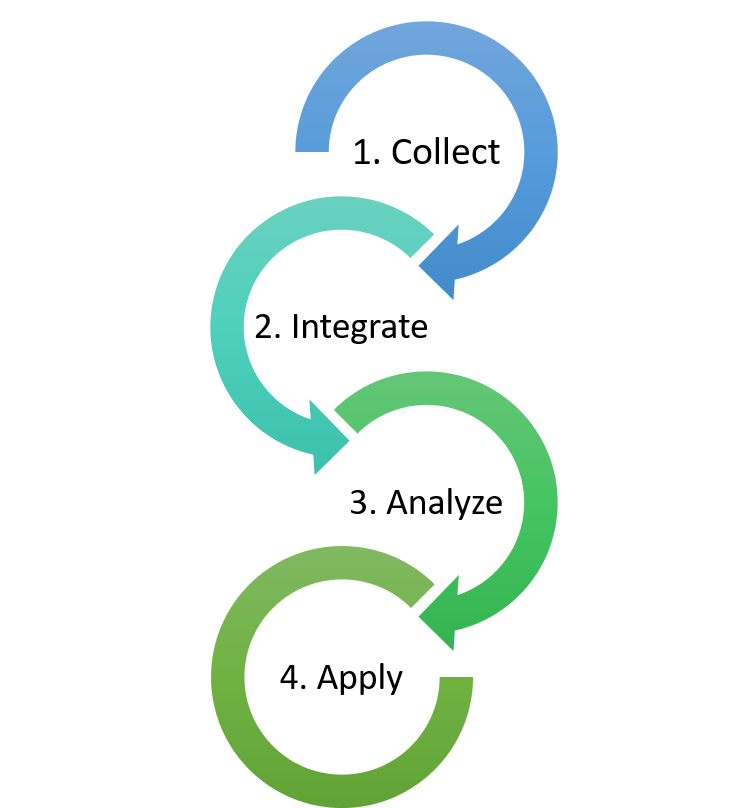 1. Collect
2. Integrate
3. Analyze
4. Apply